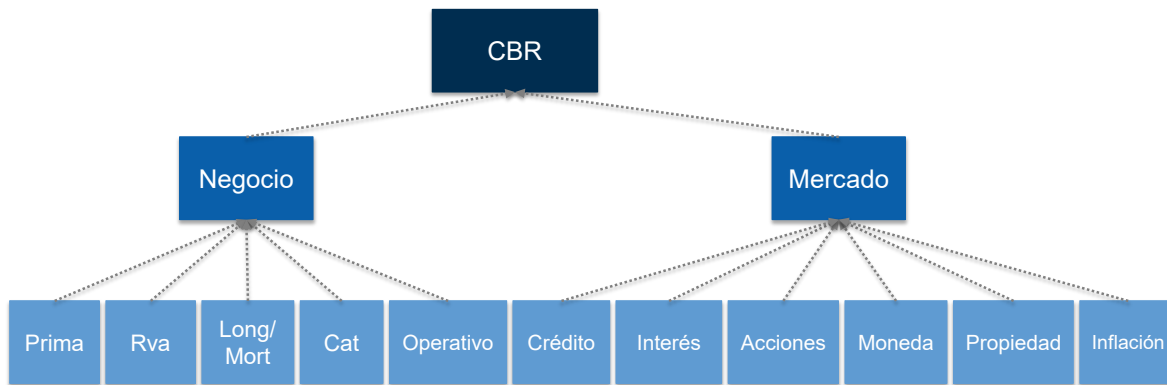 CBR
Negocio
Mercado
Prima
Rva
Long/
Mort
Cat
Operativo
Crédito
Interés
Acciones
Moneda
Propiedad
Inflación